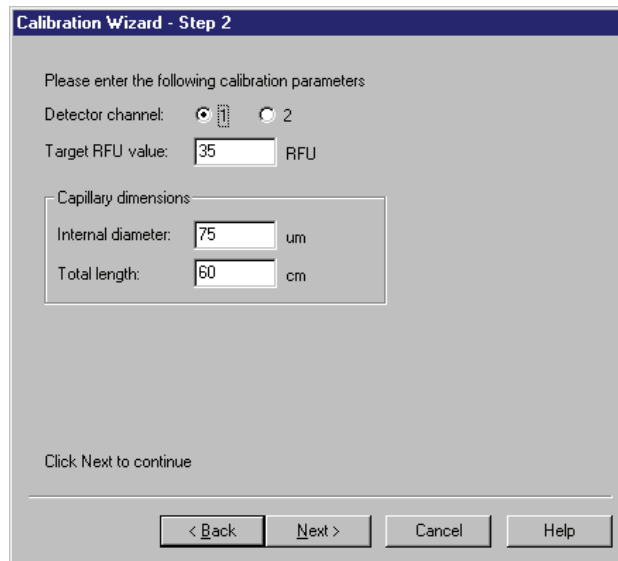 Calibration Wizard - Step 2
Please enter the following calibration parameters
Detector channel: 1 2
Target RFU value: 35 RFU
Capillary dimensions
Internal diameter: 75 um
Total length: 60 cm
Click Next to continue
< Back Next > Cancel Help